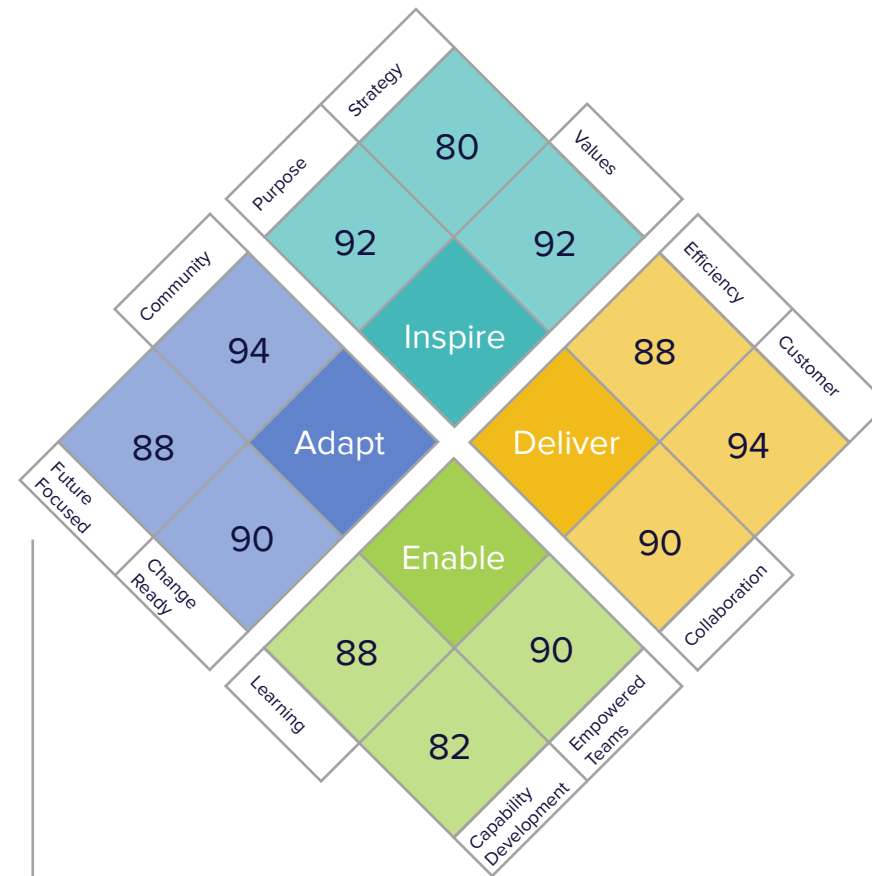 Strategy
80
Values
Purpose
92
92
Community
Efficiency
94
Inspire
88
Customer
88
Adapt
Deliver
94
Future
Focused
90
90
Change
Ready
Enable
Collaboration
88
90
Learning
Empowered
Teams
82
Capability
Development